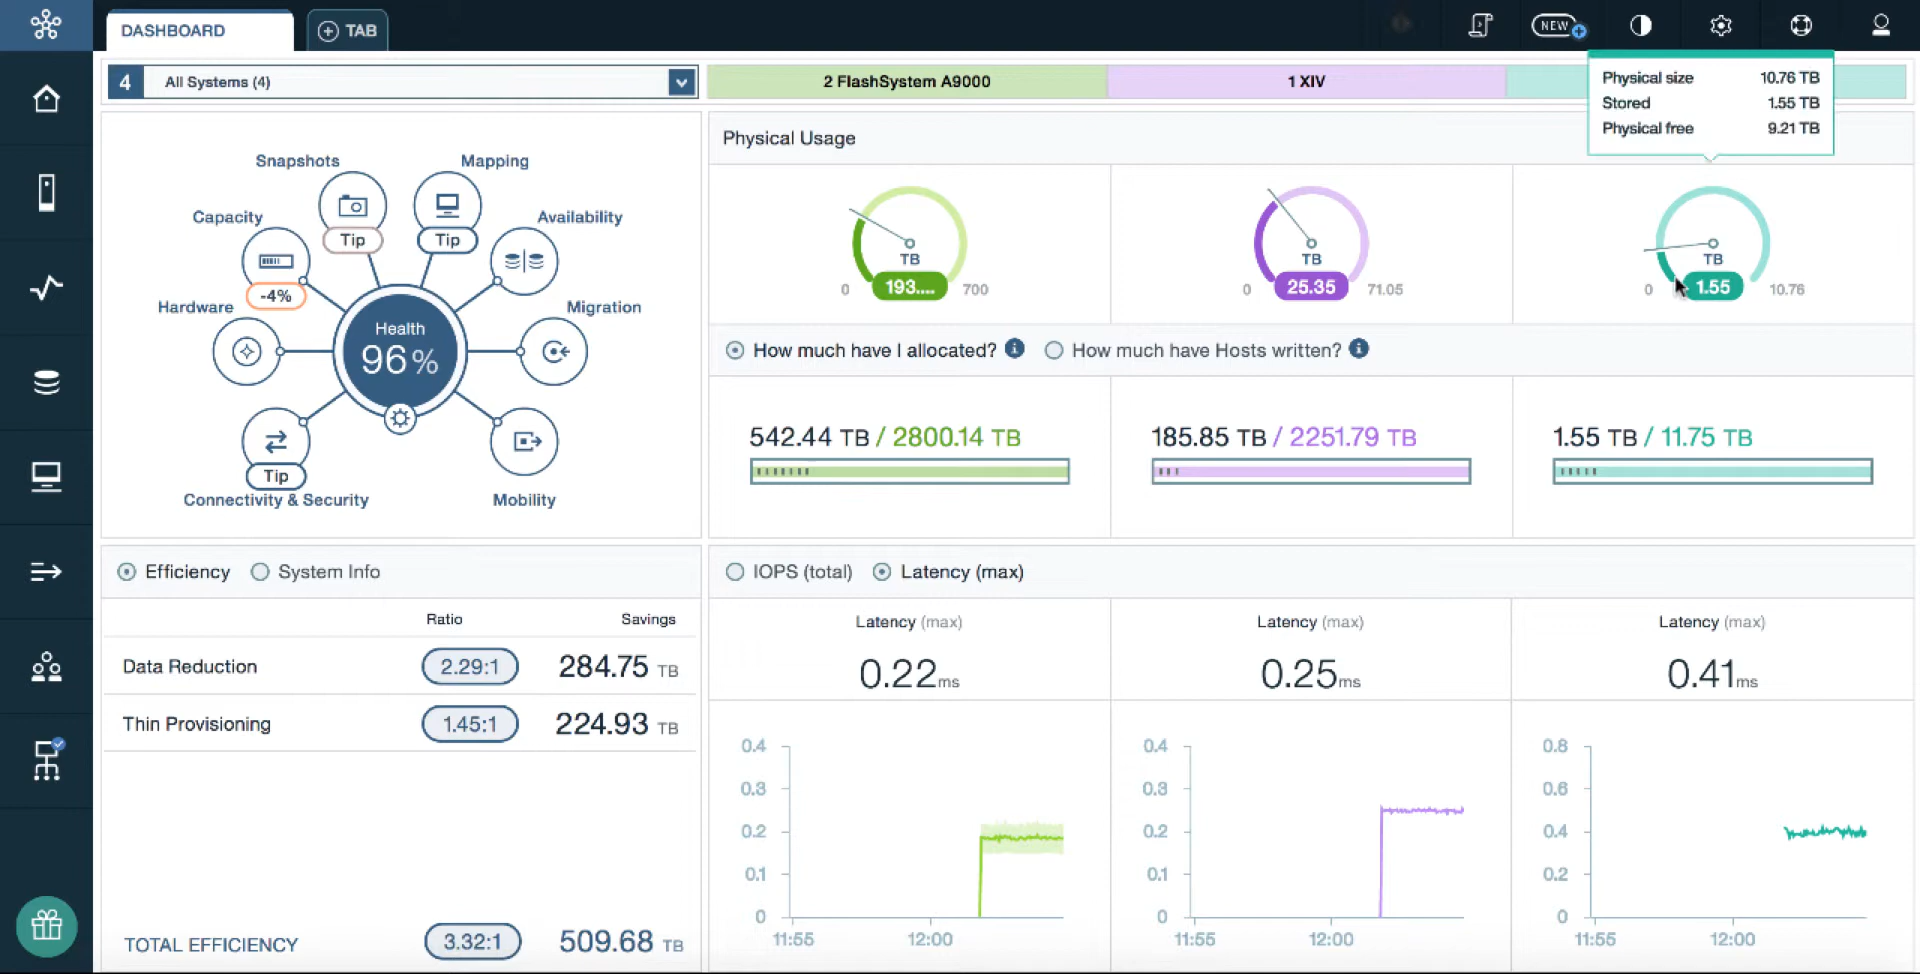 DASHBOARD
TAB
NEW
4
All Systems (4)
2 FlashSystem A9000
1 XIV
Physical size 10.76 TB
Stored 1.55 TB
Physical free 9.21 TB
Snapshots
Mapping
Capacity
Availability
Tip
Tip
-4%
Hardware
Migration
Health
96%
Tip
Connectivity & Security
Mobility
Physical Usage
TB
193....
0
700
TB
25.35
0
71.05
TB
1.55
0
10.76
How much have I allocated?
How much have Hosts written?
542.44 TB / 2800.14 TB
185.85 TB / 2251.79 TB
1.55 TB / 11.75 TB
Efficiency
System Info
Ratio
Savings
Data Reduction
2.29:1
284.75 TB
Thin Provisioning
1.45:1
224.93 TB
TOTAL EFFICIENCY
3.32:1
509.68 TB
IOPS (total)
Latency (max)
Latency (max)
0.22ms
0.4
0.3
0.2
0.1
0
11:55
12:00
Latency (max)
0.25ms
0.4
0.3
0.2
0.1
0
11:55
12:00
Latency (max)
0.41ms
0.8
0.6
0.4
0.2
0
11:55
12:00